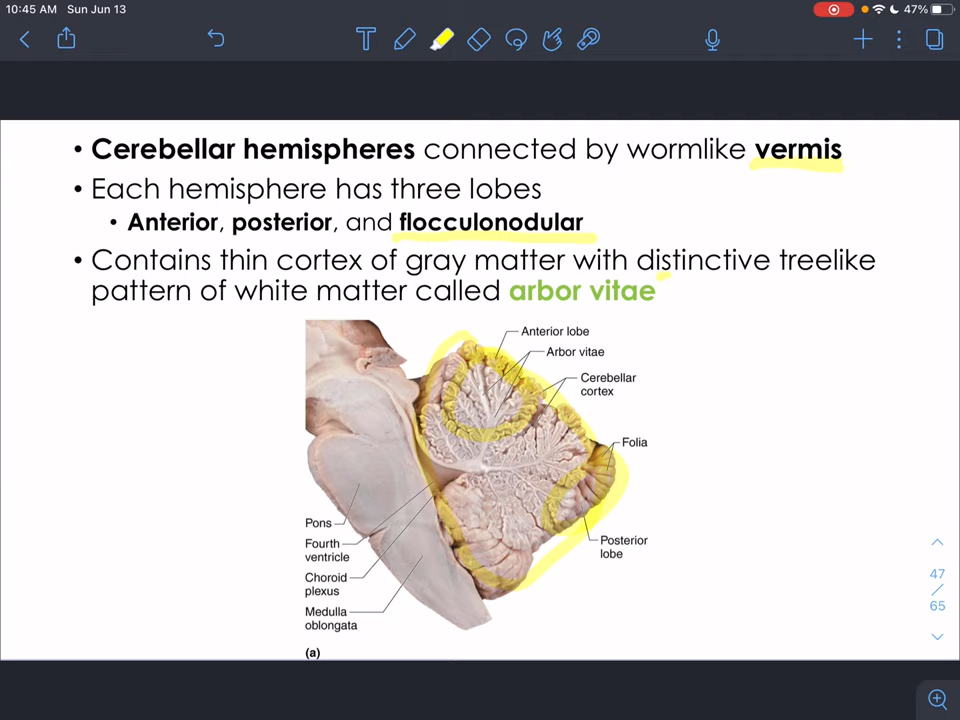 10:45 AM Sun Jun 13
47%
• Cerebellar hemispheres connected by wormlike vermis
• Each hemisphere has three lobes
• Anterior, posterior, and flocculonodular
• Contains thin cortex of gray matter with distinctive treelike
pattern of white matter called arbor vitae
Anterior lobe
Arbor vitae
Cerebellar
cortex
Folia
Pons
Fourth
ventricle
Choroid
plexus
Medulla
oblongata
Posterior
lobe
(a)
47
/
65